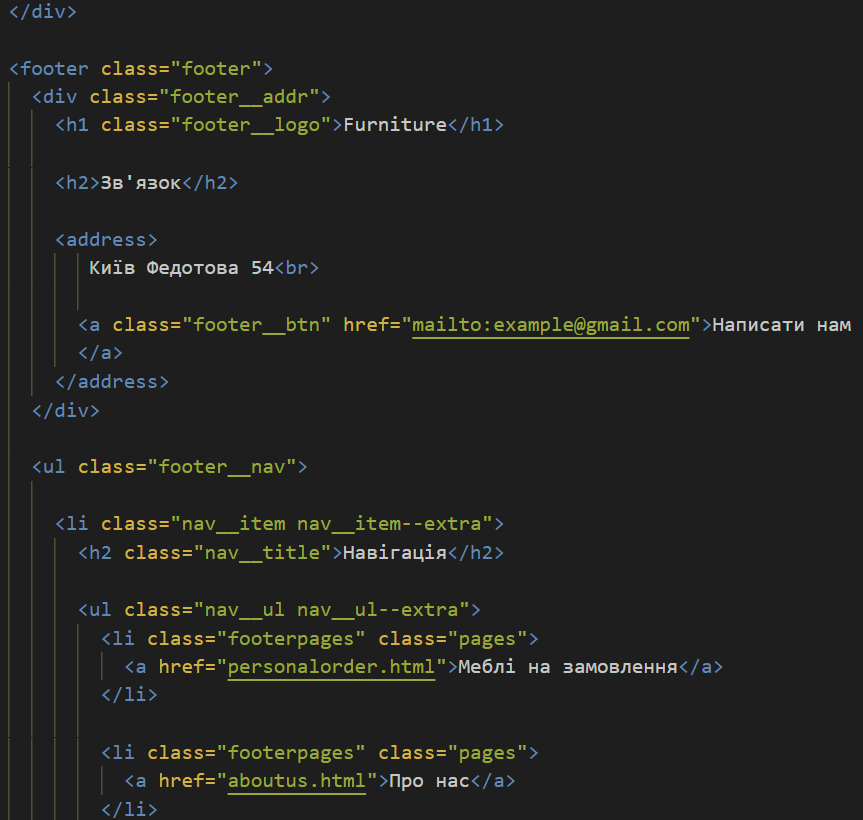 </div>
<footer class="footer">
<div class="footer__addr">
<h1 class="footer__logo">Furniture</h1>
<h2>Зв'язок</h2>
<address>
Київ Федотова 54<br>
<a class="footer__btn" href="mailto:example@gmail.com">Написати нам
</a>
</address>
</div>
<ul class="footer__nav">
<li class="nav__item nav__item--extra">
<h2 class="nav__title">Навігація</h2>
<ul class="nav__ul nav__ul--extra">
<li class="footerpages" class="pages">
<a href="personalorder.html">Меблі на замовлення</a>
</li>
<li class="footerpages" class="pages">
<a href="aboutus.html">Про нас</a>
</li>